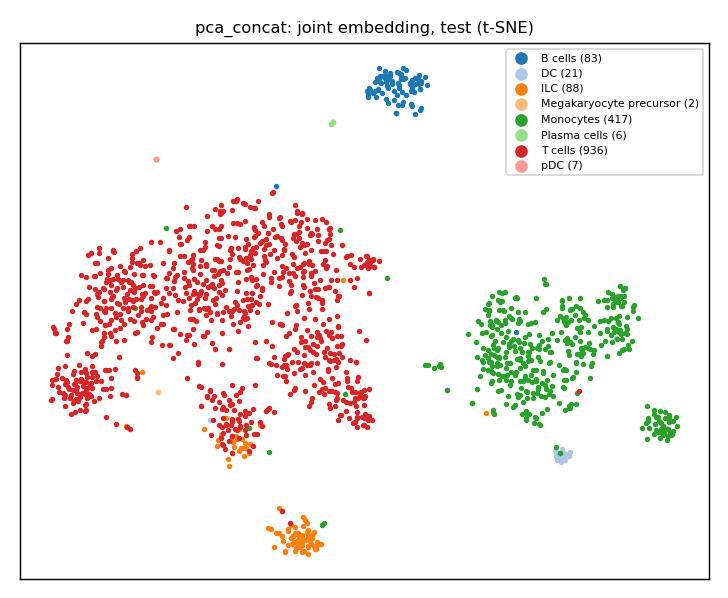 pca_concat: joint embedding, test (t-SNE)
B cells (83)
DC (21)
ILC (88)
Megakaryocyte precursor (2)
Monocytes (417)
Plasma cells (6)
T cells (936)
pDC (7)